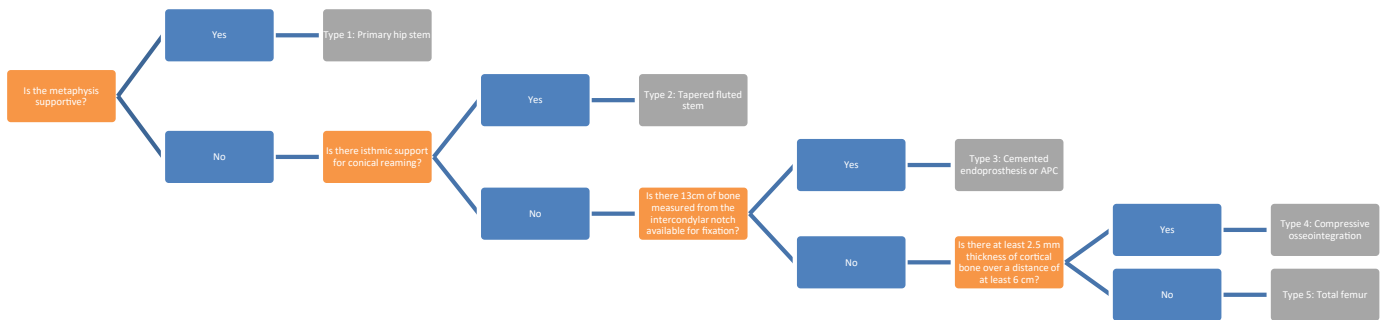 Is the metaphysis
supportive?
Yes
Type 1: Primary hip stem
No
Is there isthmic support
for conical reaming?
Yes
Type 2: Tapered fluted
stem
No
Is there 13cm of bone
measured from the
intercondylar notch
available for fixation?
Yes
Type 3: Cemented
endoprosthesis or APC
No
Is there at least 2.5 mm
thickness of cortical
bone over a distance of
at least 6 cm?
Yes
Type 4: Compressive
osseointegration
No
Type 5: Total femur